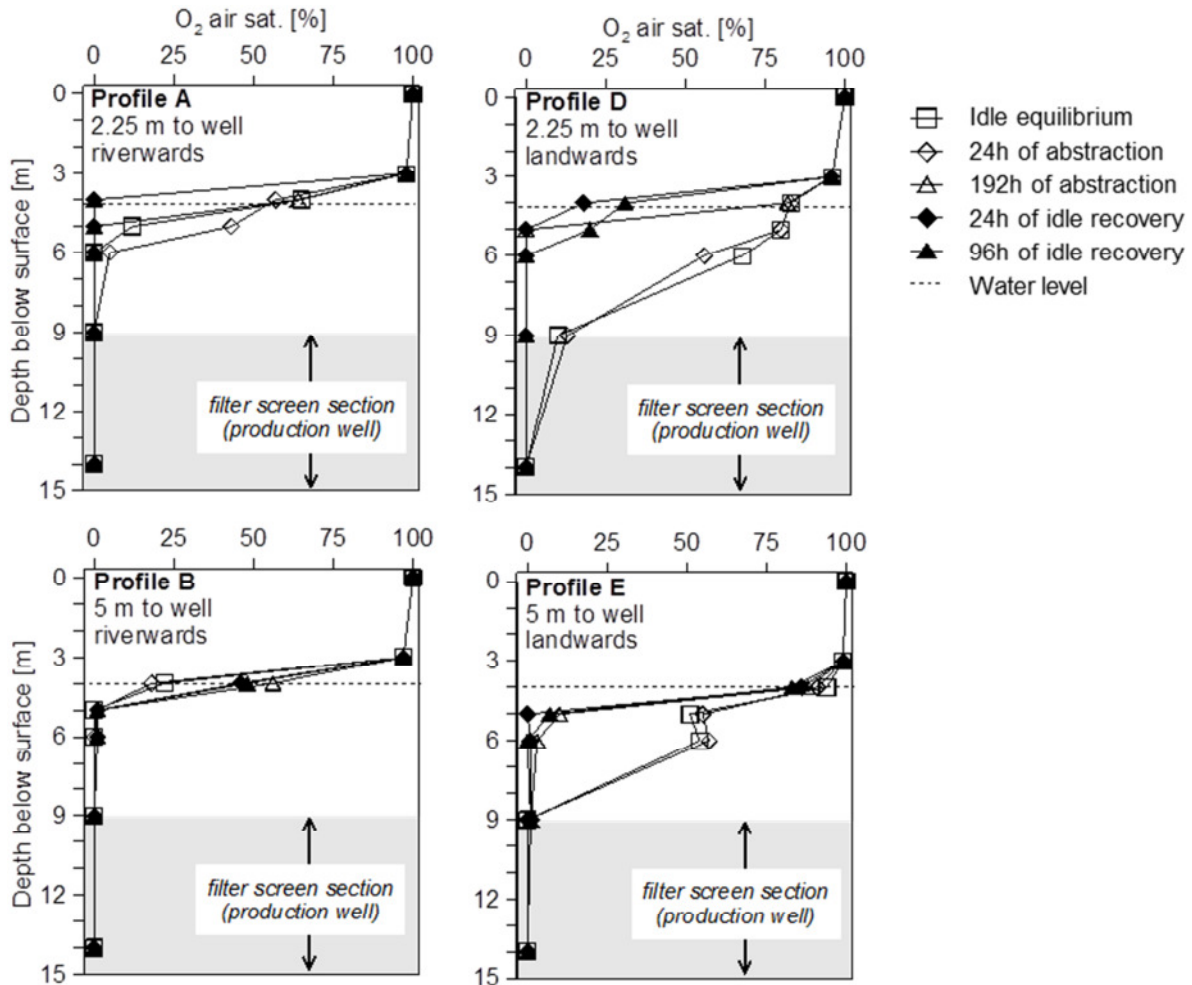 O2 air sat. [%]
0 25 50 75 100
Depth below surface [m]
0
3
6
9
12
15
Profile A
2.25 m to well
riverwards
filter screen section
(production well)
O2 air sat. [%]
0 25 50 75 100
0
3
6
9
12
15
Profile D
2.25 m to well
landwards
filter screen section
(production well)
Idle equilibrium
24h of abstraction
192h of abstraction
24h of idle recovery
96h of idle recovery
Water level
0 25 50 75 100
Depth below surface [m]
0
3
6
9
12
15
Profile B
5 m to well
riverwards
filter screen section
(production well)
0 25 50 75 100
0
3
6
9
12
15
Profile E
5 m to well
landwards
filter screen section
(production well)